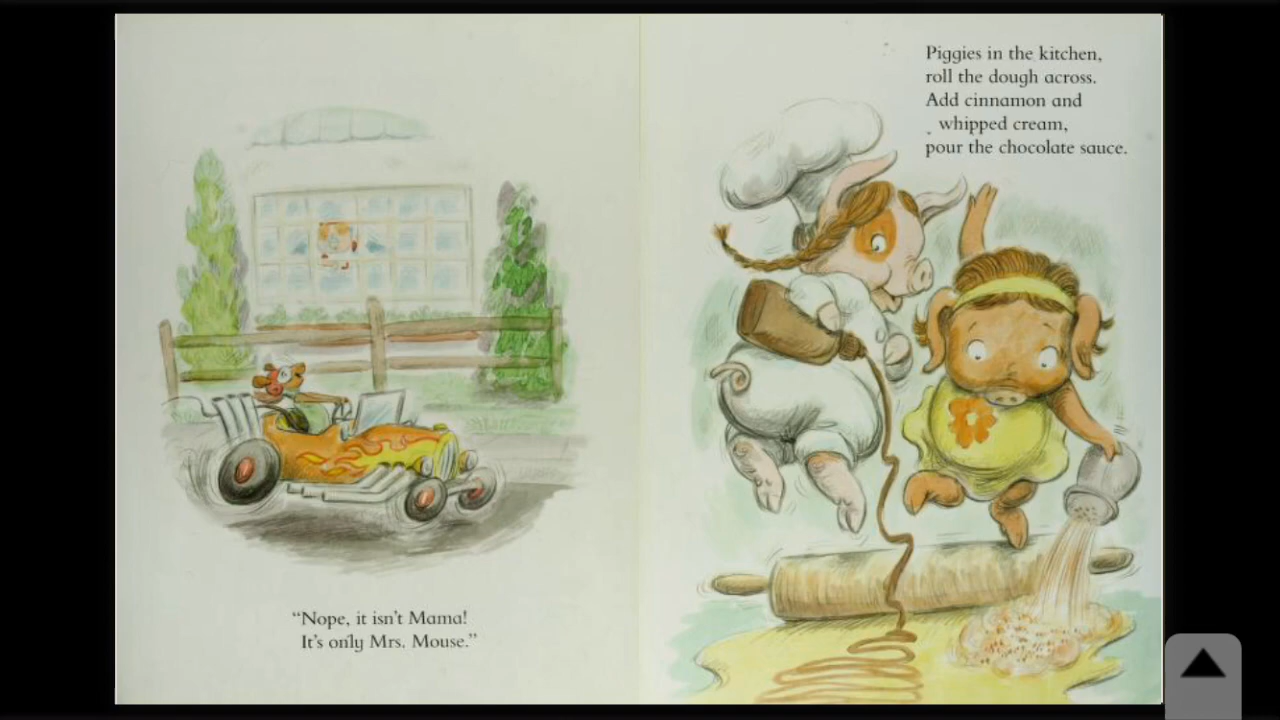 "Nope, it isn't Mama!
It's only Mrs. Mouse."
Piggies in the kitchen,
roll the dough across.
Add cinnamon and
whipped cream,
pour the chocolate sauce.